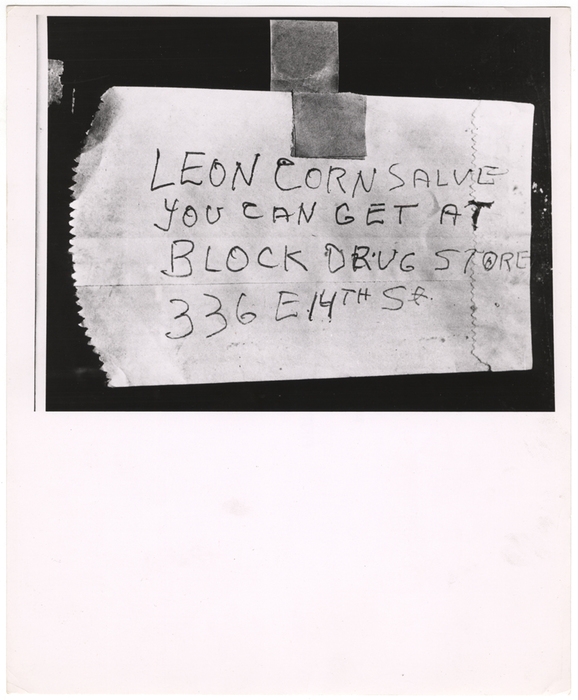 LEON CORN SALVE
YOU CAN GET AT
BLOCK DRUG STORE
336 E 14TH St.